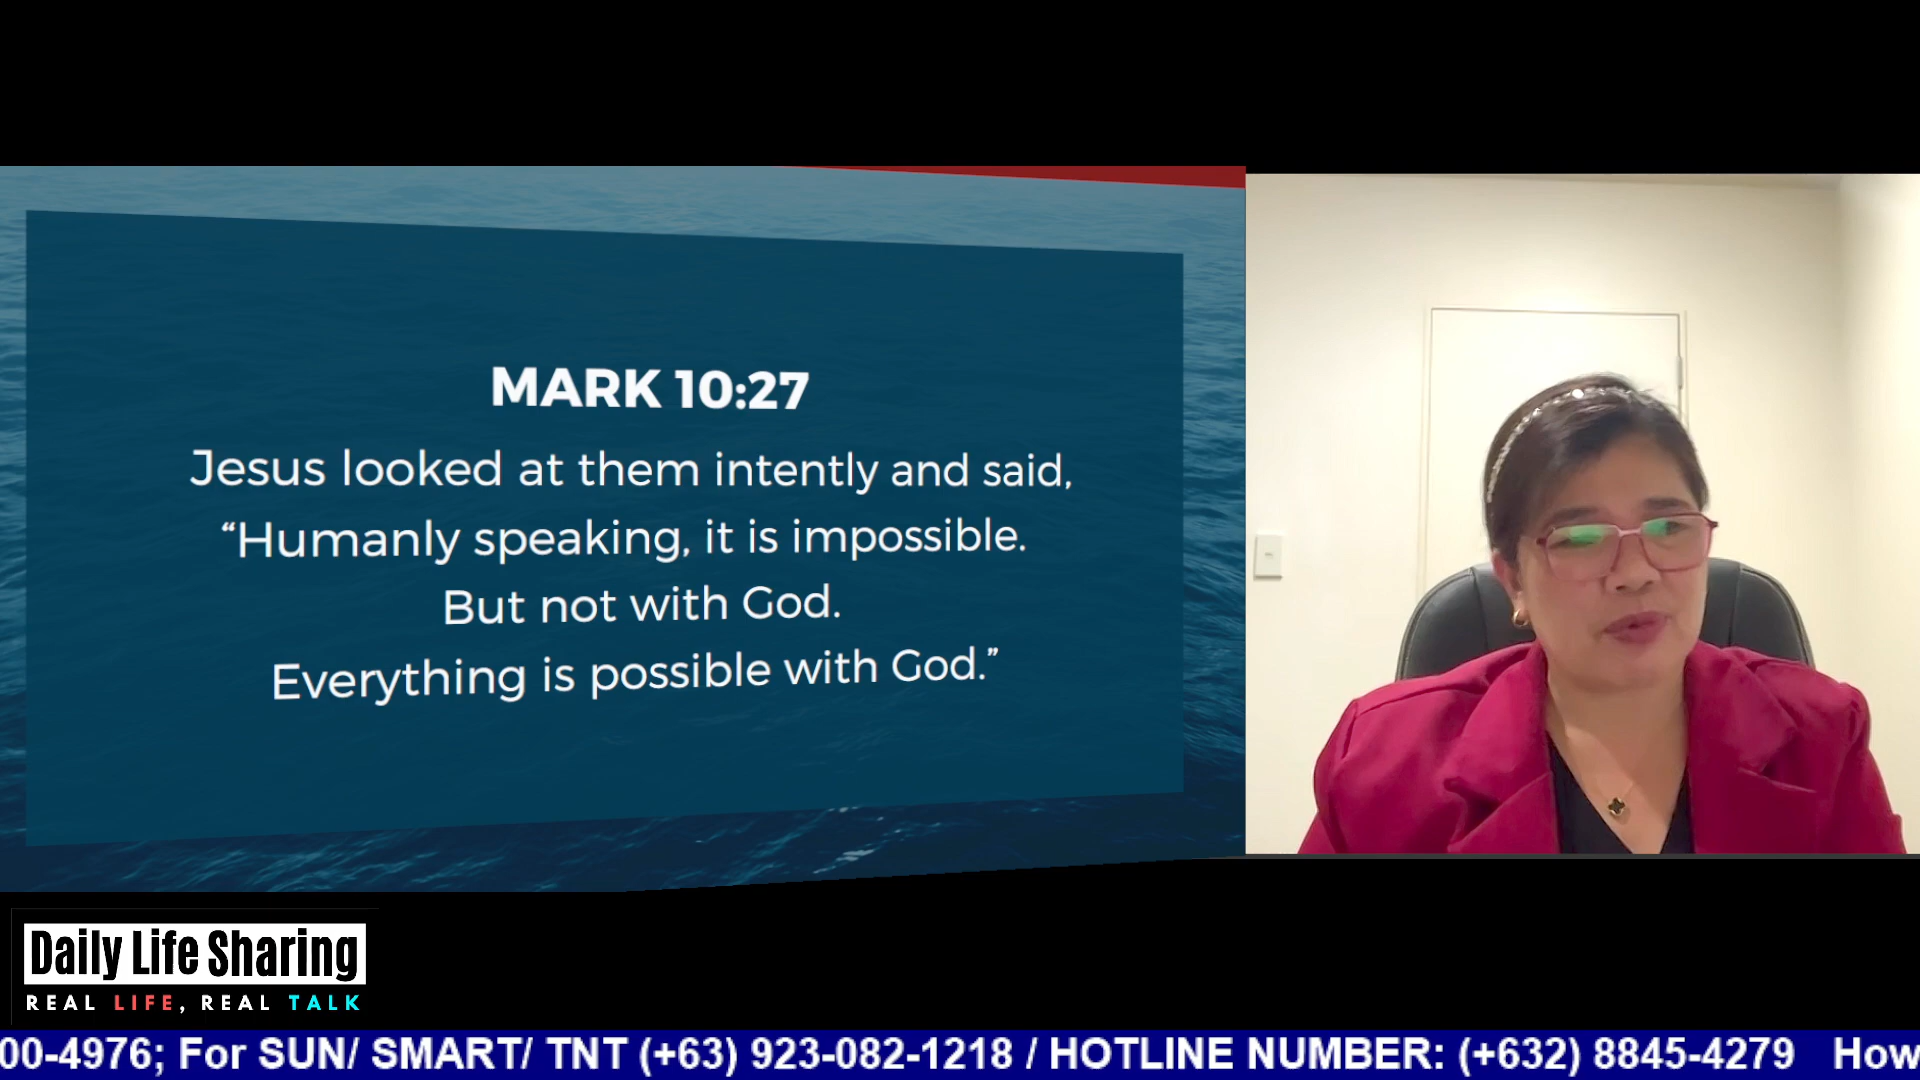 MARK 10:27
Jesus looked at them intently and said,
“Humanly speaking, it is impossible.
But not with God.
Everything is possible with God.”
Daily Life Sharing
REAL LIFE, REAL TALK
00-4976; For SUN/ SMART/ TNT (+63) 923-082-1218 / HOTLINE NUMBER: (+632) 8845-4279 How